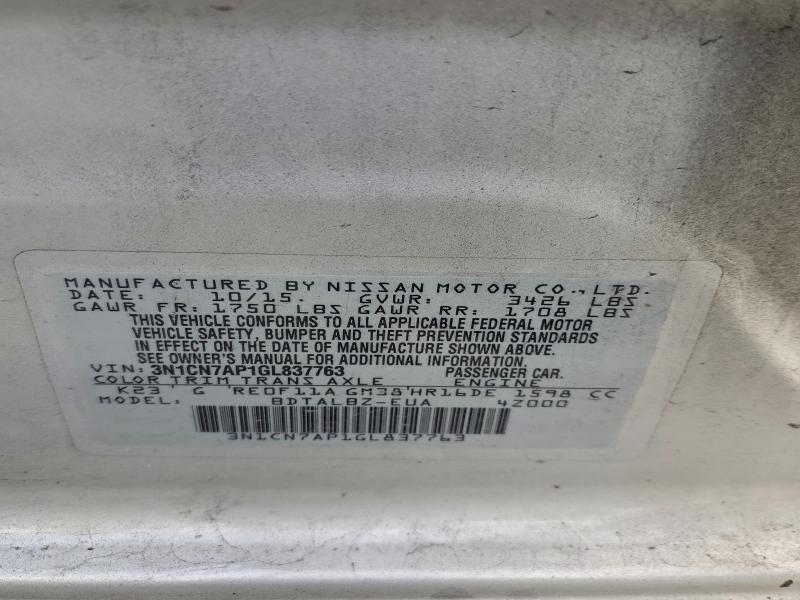 MANUFACTURED BY NISSAN MOTOR CO., LTD.
DATE: 10/15. GVWR: 3426 LBS
GAWR FR: 1750 LBS GAWR RR: 1708 LBS
THIS VEHICLE CONFORMS TO ALL APPLICABLE FEDERAL MOTOR
VEHICLE SAFETY, BUMPER AND THEFT PREVENTION STANDARDS
IN EFFECT ON THE DATE OF MANUFACTURE SHOWN ABOVE.
SEE OWNER'S MANUAL FOR ADDITIONAL INFORMATION.
VIN: 3N1CN7AP1GL837763 PASSENGER CAR.
COLOR TRIM TRANS AXLE ENGINE
K23 G RE0F11A GM38 HR16DE 1598 CC
MODEL: BDTALBZ-EUA 42000
3N1CN7AP1GL837763